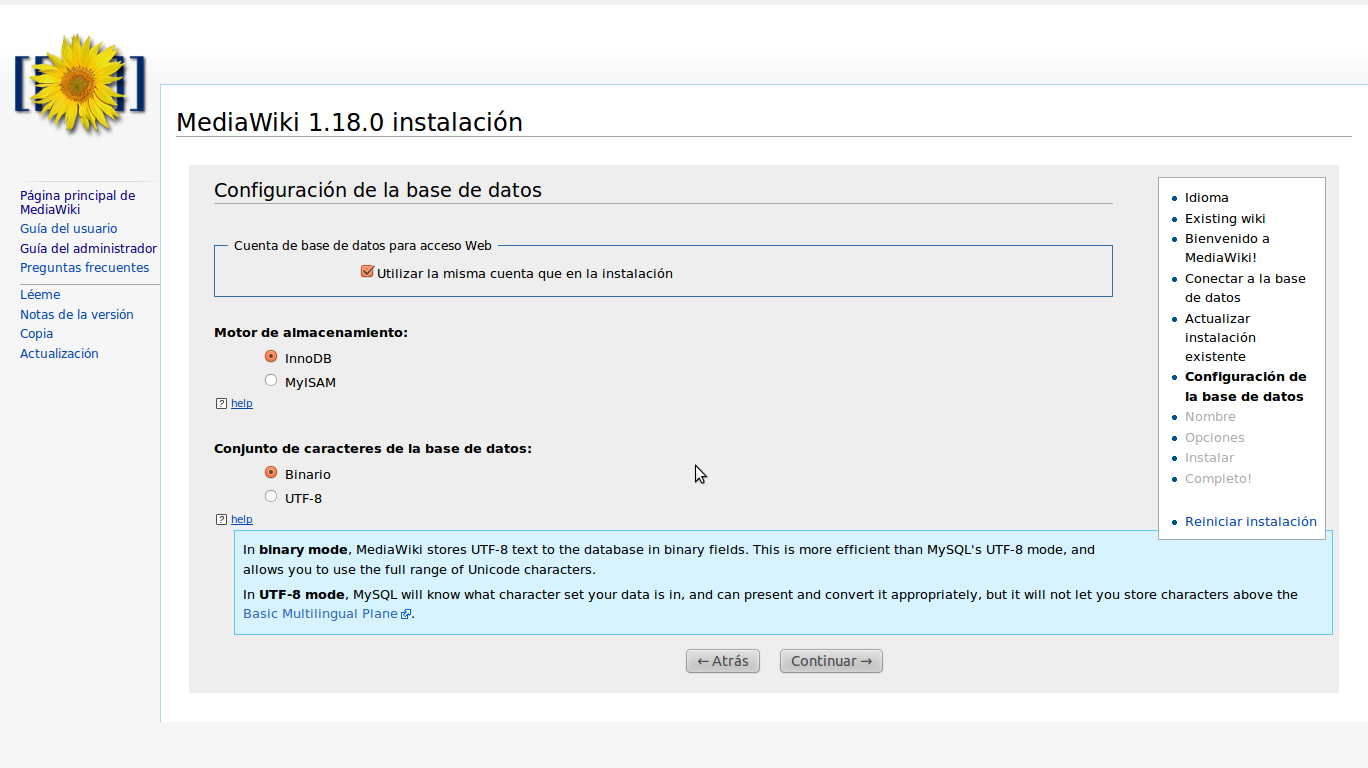 MediaWiki 1.18.0 instalación
Página principal de
MediaWiki
Guía del usuario
Guía del administrador
Preguntas frecuentes
Léeme
Notas de la versión
Copia
Actualización
Configuración de la base de datos
Cuenta de base de datos para acceso Web
Utilizar la misma cuenta que en la instalación
Motor de almacenamiento:
InnoDB
MyISAM
help
Conjunto de caracteres de la base de datos:
Binario
UTF-8
help
In binary mode, MediaWiki stores UTF-8 text to the database in binary fields. This is more efficient than MySQL's UTF-8 mode, and
allows you to use the full range of Unicode characters.
In UTF-8 mode, MySQL will know what character set your data is in, and can present and convert it appropriately, but it will not let you store characters above the
Basic Multilingual Plane.
← Atrás
Continuar →
Idioma
Existing wiki
Bienvenido a
MediaWiki!
Conectar a la base
de datos
Actualizar
instalación
existente
Configuración de
la base de datos
Nombre
Opciones
Instalar
Completo!
Reiniciar instalación